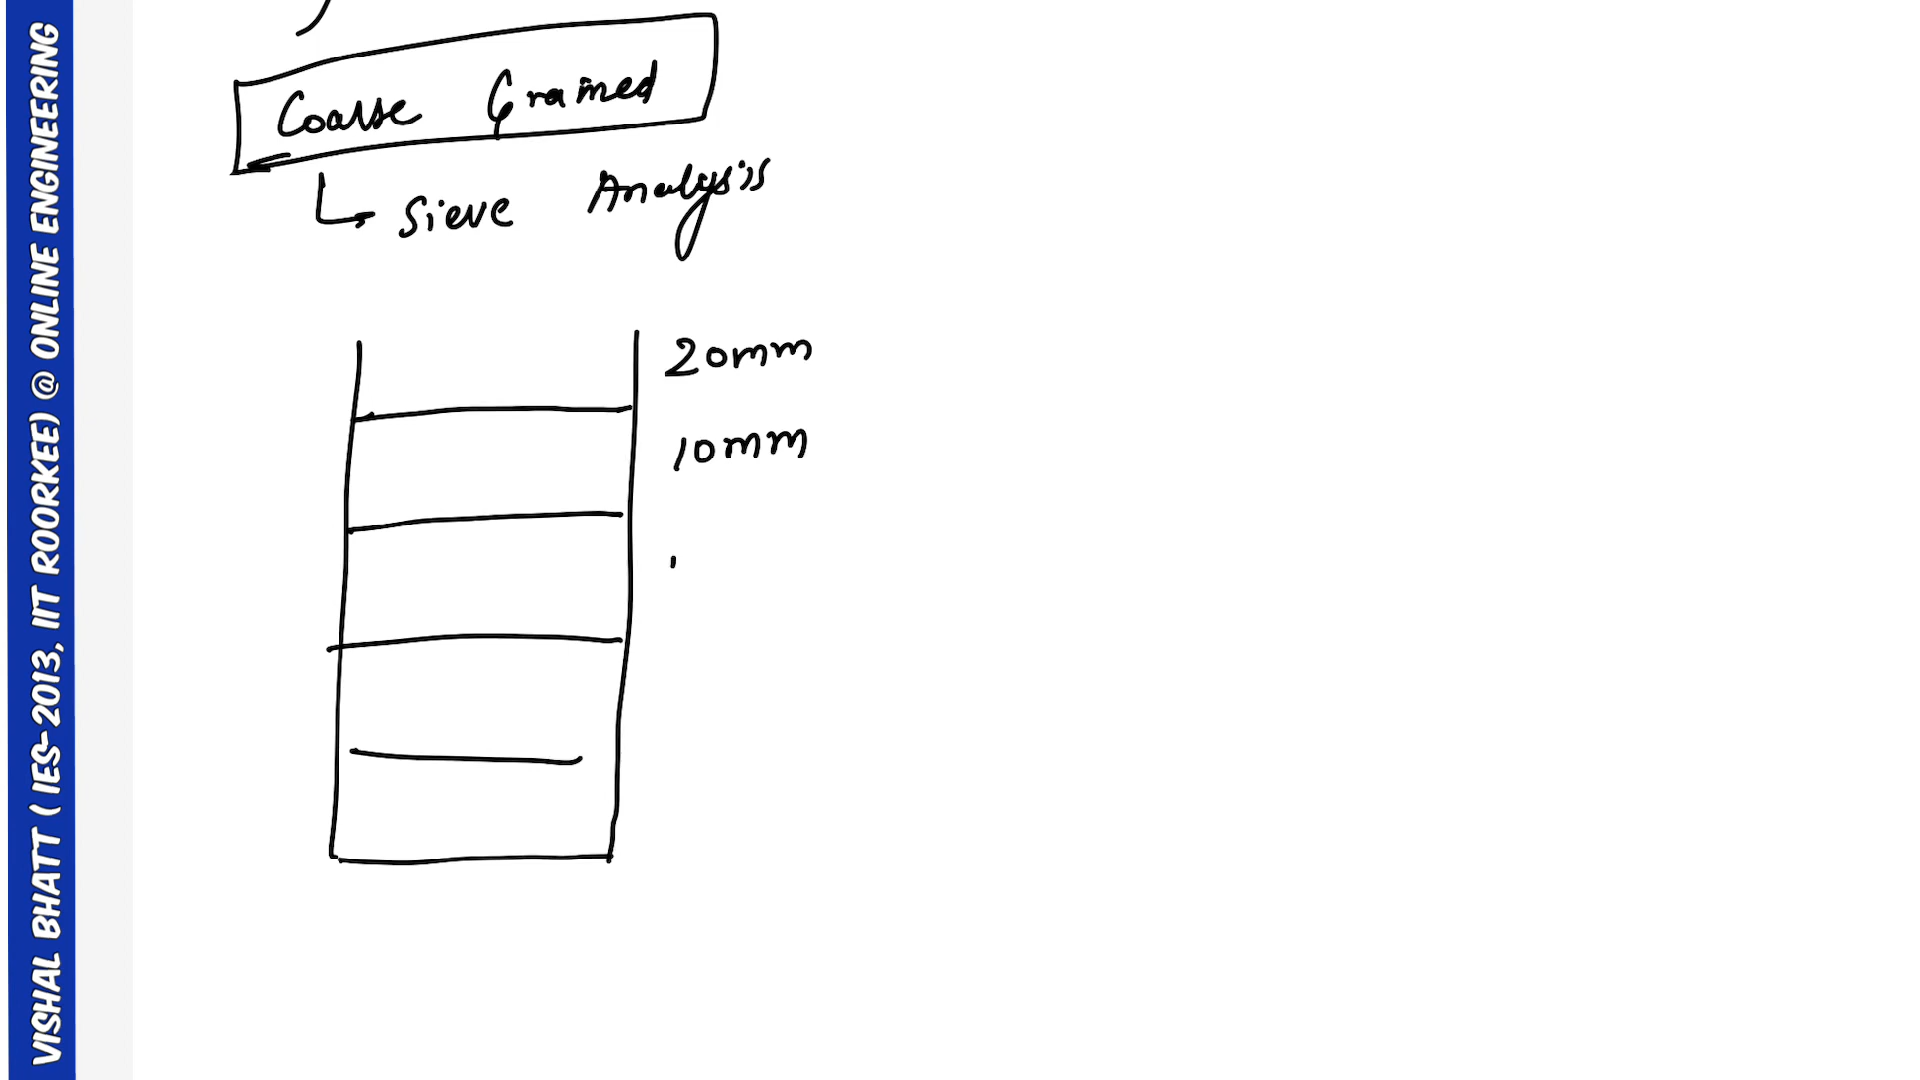 VISHAL BHATT ( IES-2013, IIT ROORKEE) @ ONLINE ENGINEERING
Coarse Grained
Sieve Analysis
20mm
10mm